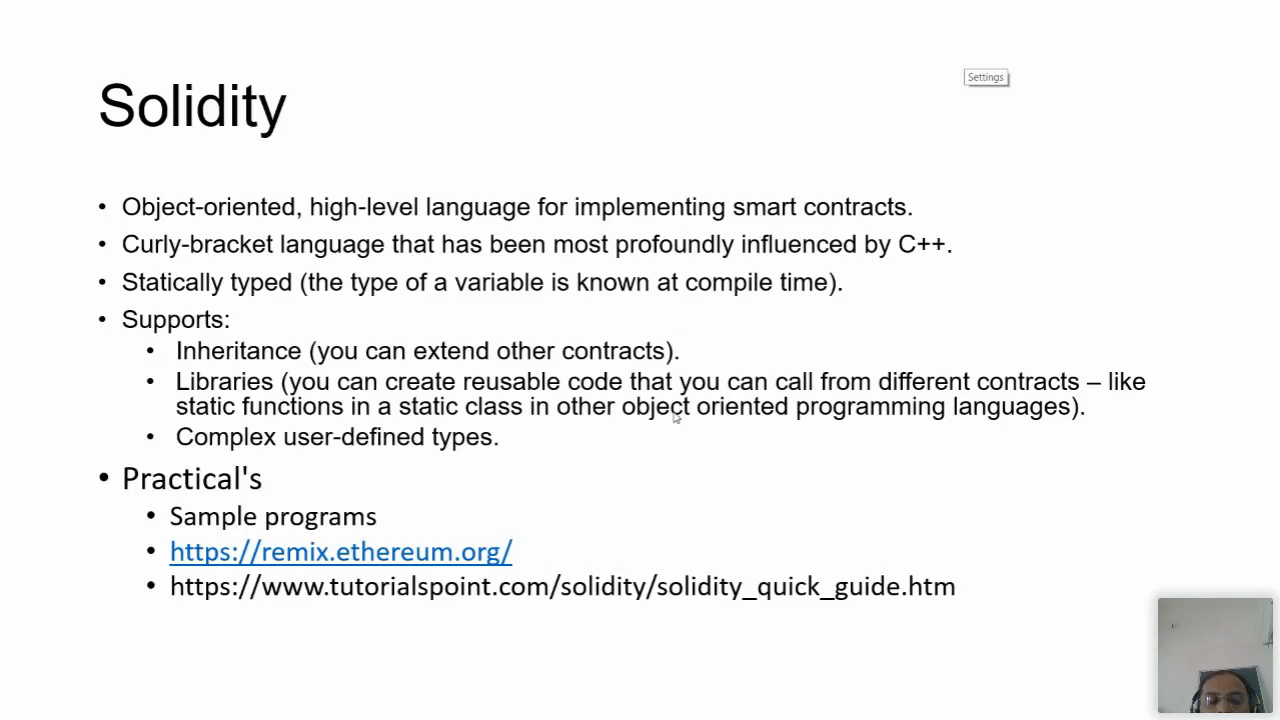 Settings
Solidity
• Object-oriented, high-level language for implementing smart contracts.
• Curly-bracket language that has been most profoundly influenced by C++.
• Statically typed (the type of a variable is known at compile time).
• Supports:
• Inheritance (you can extend other contracts).
• Libraries (you can create reusable code that you can call from different contracts – like
static functions in a static class in other object oriented programming languages).
• Complex user-defined types.
• Practical's
• Sample programs
• https://remix.ethereum.org/
• https://www.tutorialspoint.com/solidity/solidity_quick_guide.htm